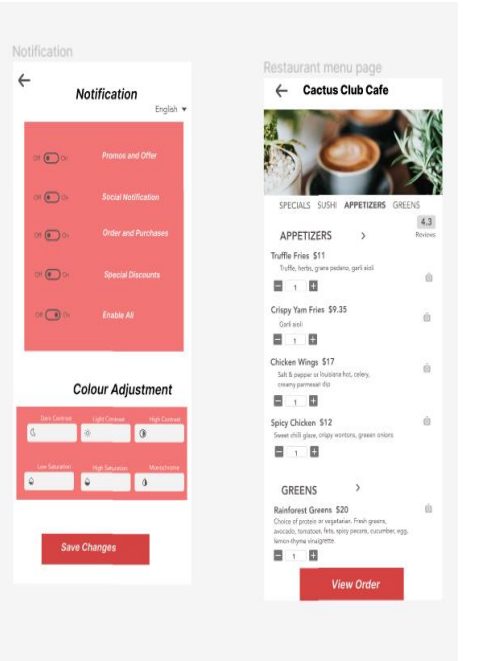 Notification
Notification
English
Off On Promos and Offer
Off On Social Notification
Off On Order and Purchases
Off On Special Discounts
Off On Enable All
Colour Adjustment
Dark Contrast Light Contrast High Contrast
Low Saturation High Saturation Monochrome
Save Changes
Restaurant menu page
Cactus Club Cafe
SPECIALS SUSHI APPETIZERS GREENS
4.3
Reviews
APPETIZERS >
Truffle Fries $11
Truffle, herbs, grana padano, garli aioli
1
Crispy Yam Fries $9.35
Garli aioli
1
Chicken Wings $17
Salt & pepper or louisiana hot, celery,
creamy parmesan dip
1
Spicy Chicken $12
Sweet chili glaze, crispy wontons, green onions
1
GREENS >
Rainforest Greens $20
Choice of protein or vegetarian. Fresh greens,
avocado, tomatoes, feta, spicy pecans, cucumber, egg,
lemon-thyme vinaigrette.
1
View Order